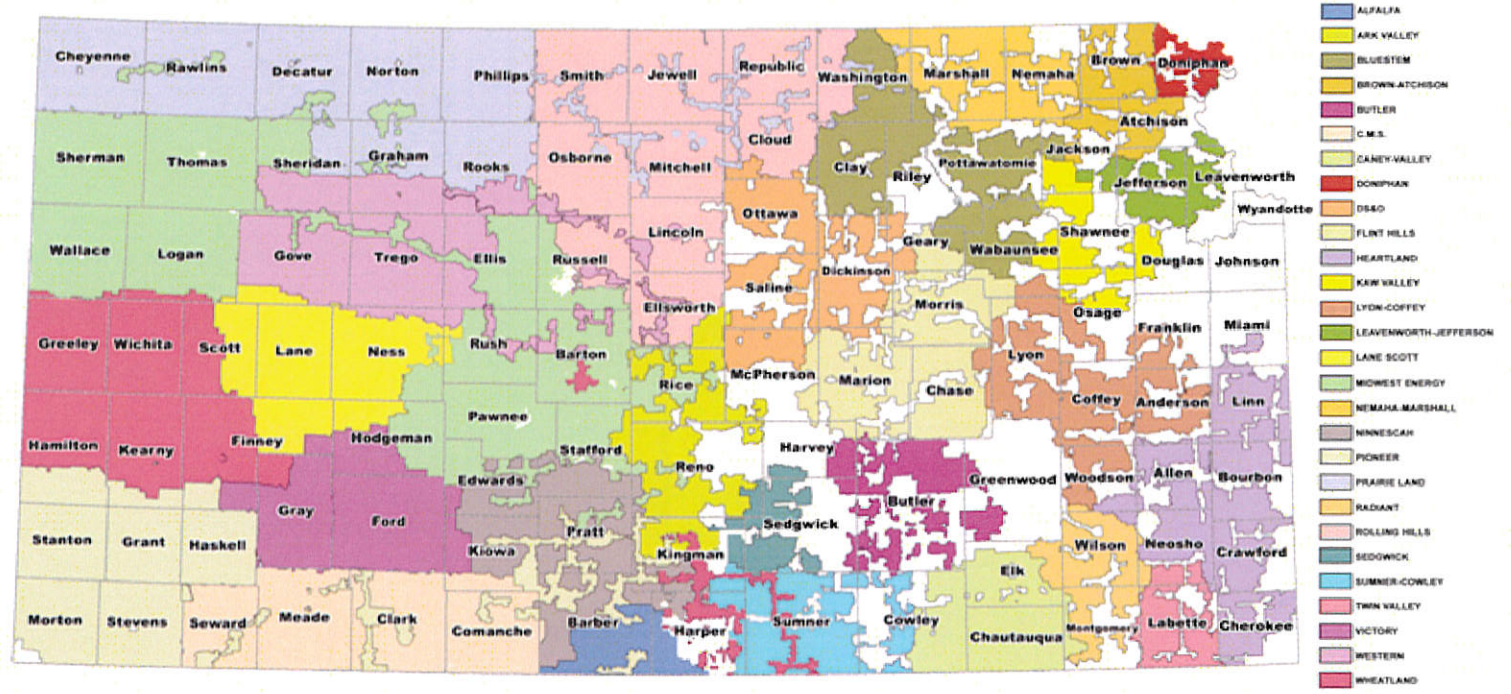 Cheyenne Rawlins Decatur Norton Phillips Smith Jewell Republic Washington Marshall Nemaha Brown Doniphan
Atchison
Sherman Thomas Sheridan Graham Rooks Osborne Mitchell Cloud Clay Riley Pottawatomie Jackson Jefferson Leavenworth
Wyandotte
Wallace Logan Gove Trego Ellis Russell Lincoln Ottawa Saline Dickinson Geary Wabaunsee Shawnee Douglas Johnson
Ellsworth Morris Osage Franklin Miami
Greeley Wichita Scott Lane Ness Rush Barton Rice McPherson Marion Chase Lyon Coffey Anderson Linn
Pawnee
Hamilton Kearny Finney Hodgeman Stafford Edwards Reno Harvey Butler Greenwood Woodson Allen Bourbon
Gray Ford
Stanton Grant Haskell Kiowa Pratt Kingman Sedgwick Elk Wilson Neosho Crawford
Morton Stevens Seward Meade Clark Comanche Barber Harper Sumner Cowley Chautauqua Montgomery Labette Cherokee
ALFALFA
ARK VALLEY
BLUESTEM
BROWN-ATCHISON
BUTLER
C.M.S.
CANEY-VALLEY
DONIPHAN
DS&O
FLINT HILLS
HEARTLAND
KAW VALLEY
LYON-COFFEY
LEAVENWORTH-JEFFERSON
LANE SCOTT
MIDWEST ENERGY
NEMAHA-MARSHALL
NINNESCAH
PIONEER
PRAIRIE LAND
RADIANT
ROLLING HILLS
SEDGWICK
SUMNER-COWLEY
TWIN VALLEY
VICTORY
WESTERN
WHEATLAND